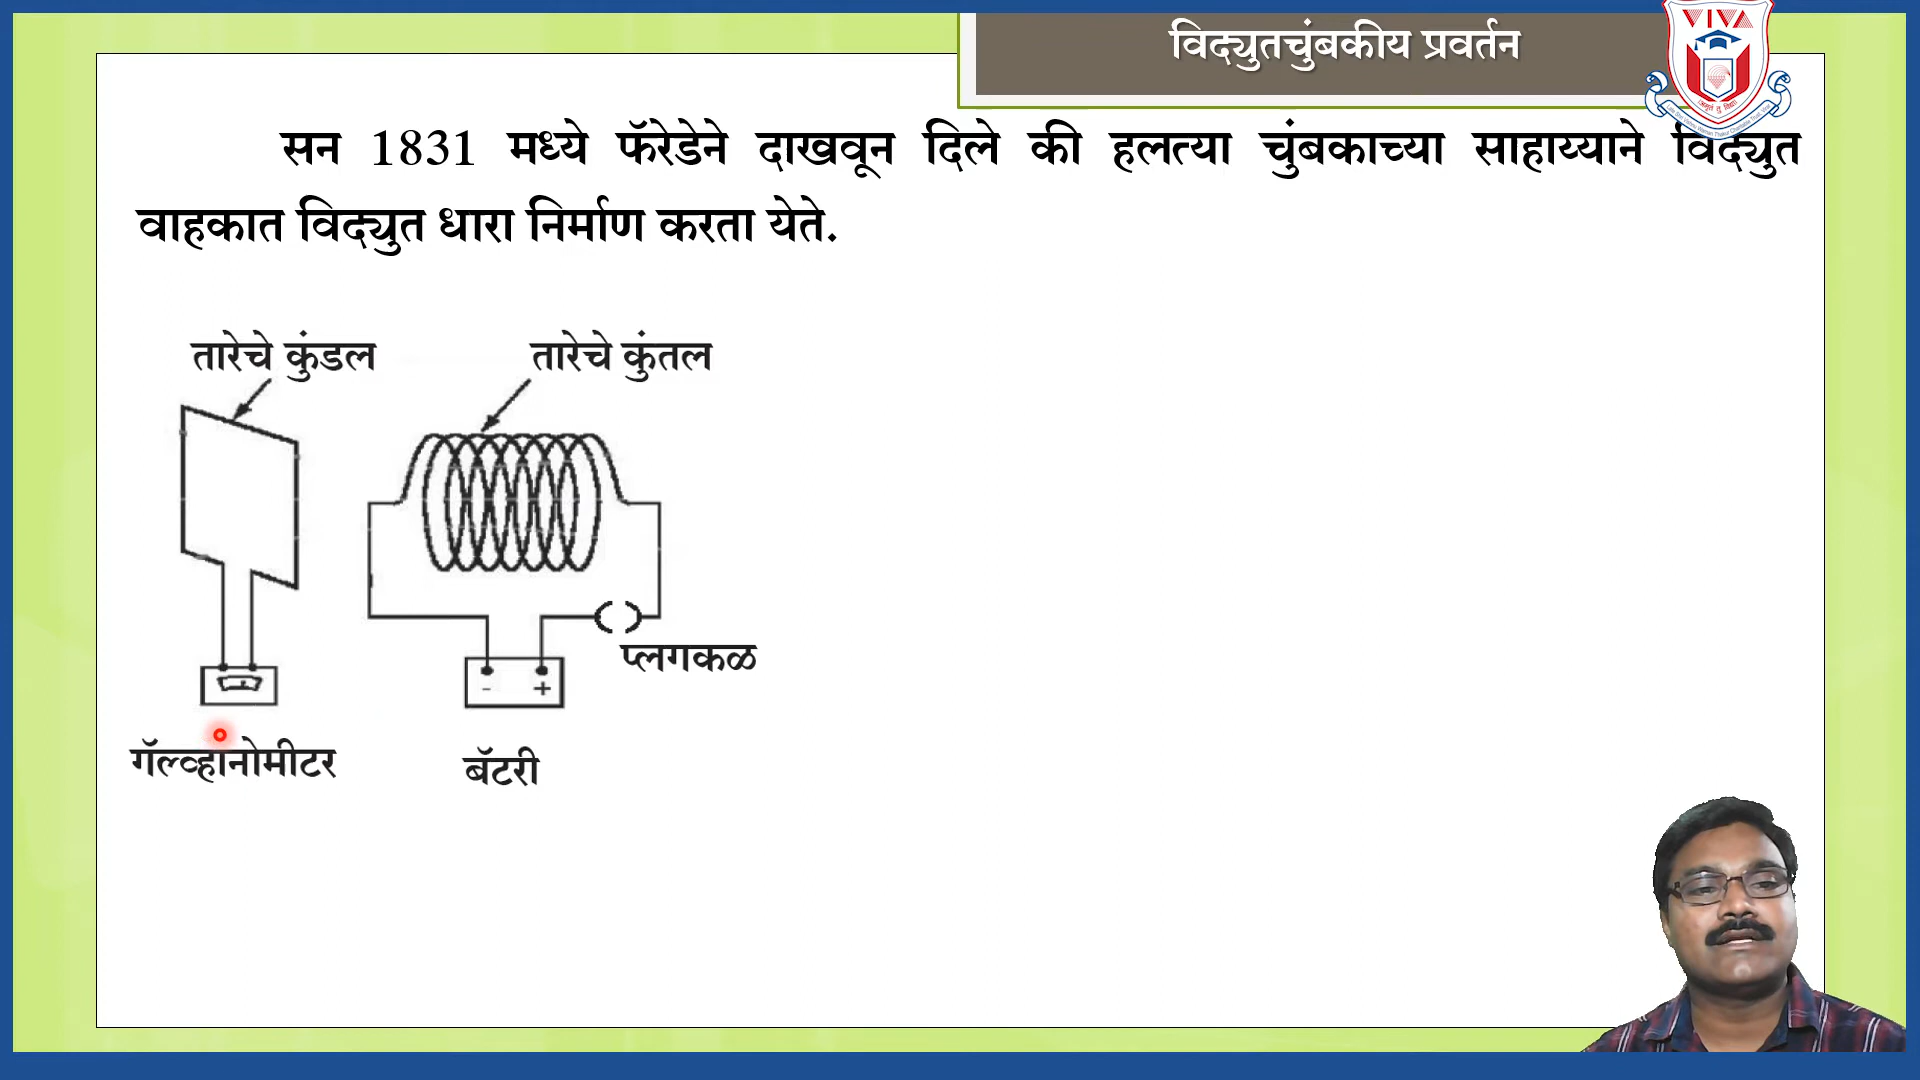 विद्युतचुंबकीय प्रवर्तन
VIVA
सन 1831 मध्ये फॅरेडेने दाखवून दिले की हलत्या चुंबकाच्या साहाय्याने विद्युत
वाहकात विद्युत धारा निर्माण करता येते.
तारेचे कुंडल
तारेचे कुंतल
प्लगकळ
- +
गॅल्व्हानोमीटर
बॅटरी